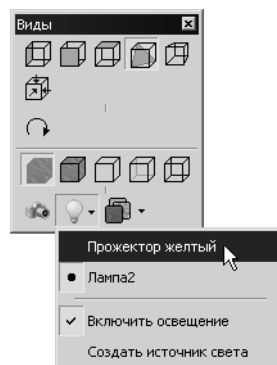 Виды
Прожектор желтый
Лампа2
Включить освещение
Создать источник света